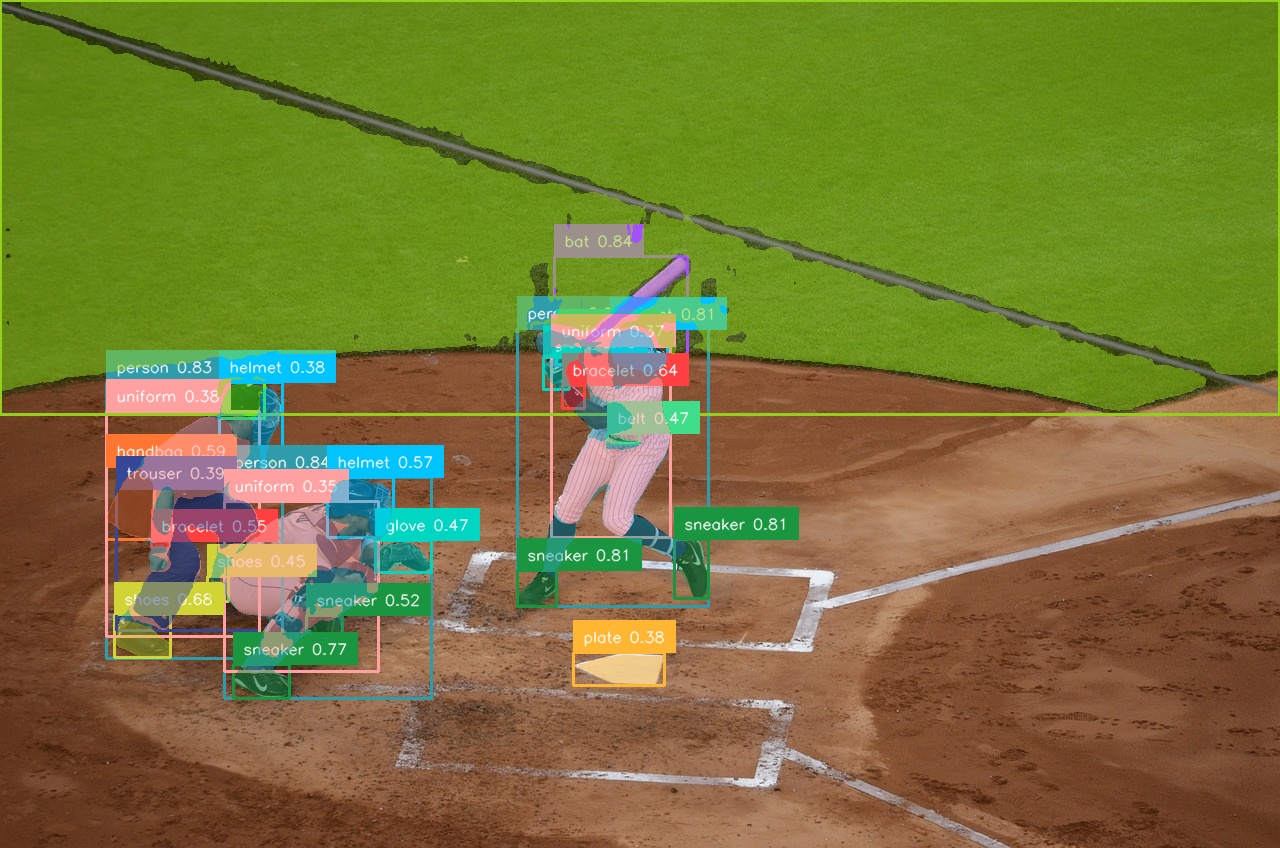 bat 0.84
0.81
uniform 0.37
person 0.83
helmet 0.38
bracelet 0.64
uniform 0.38
belt 0.47
handbag 0.59
person 0.84
helmet 0.57
trouser 0.39
uniform 0.35
bracelet 0.55
glove 0.47
sneaker 0.81
shoes 0.45
sneaker 0.81
shoes 0.68
sneaker 0.52
plate 0.38
sneaker 0.77